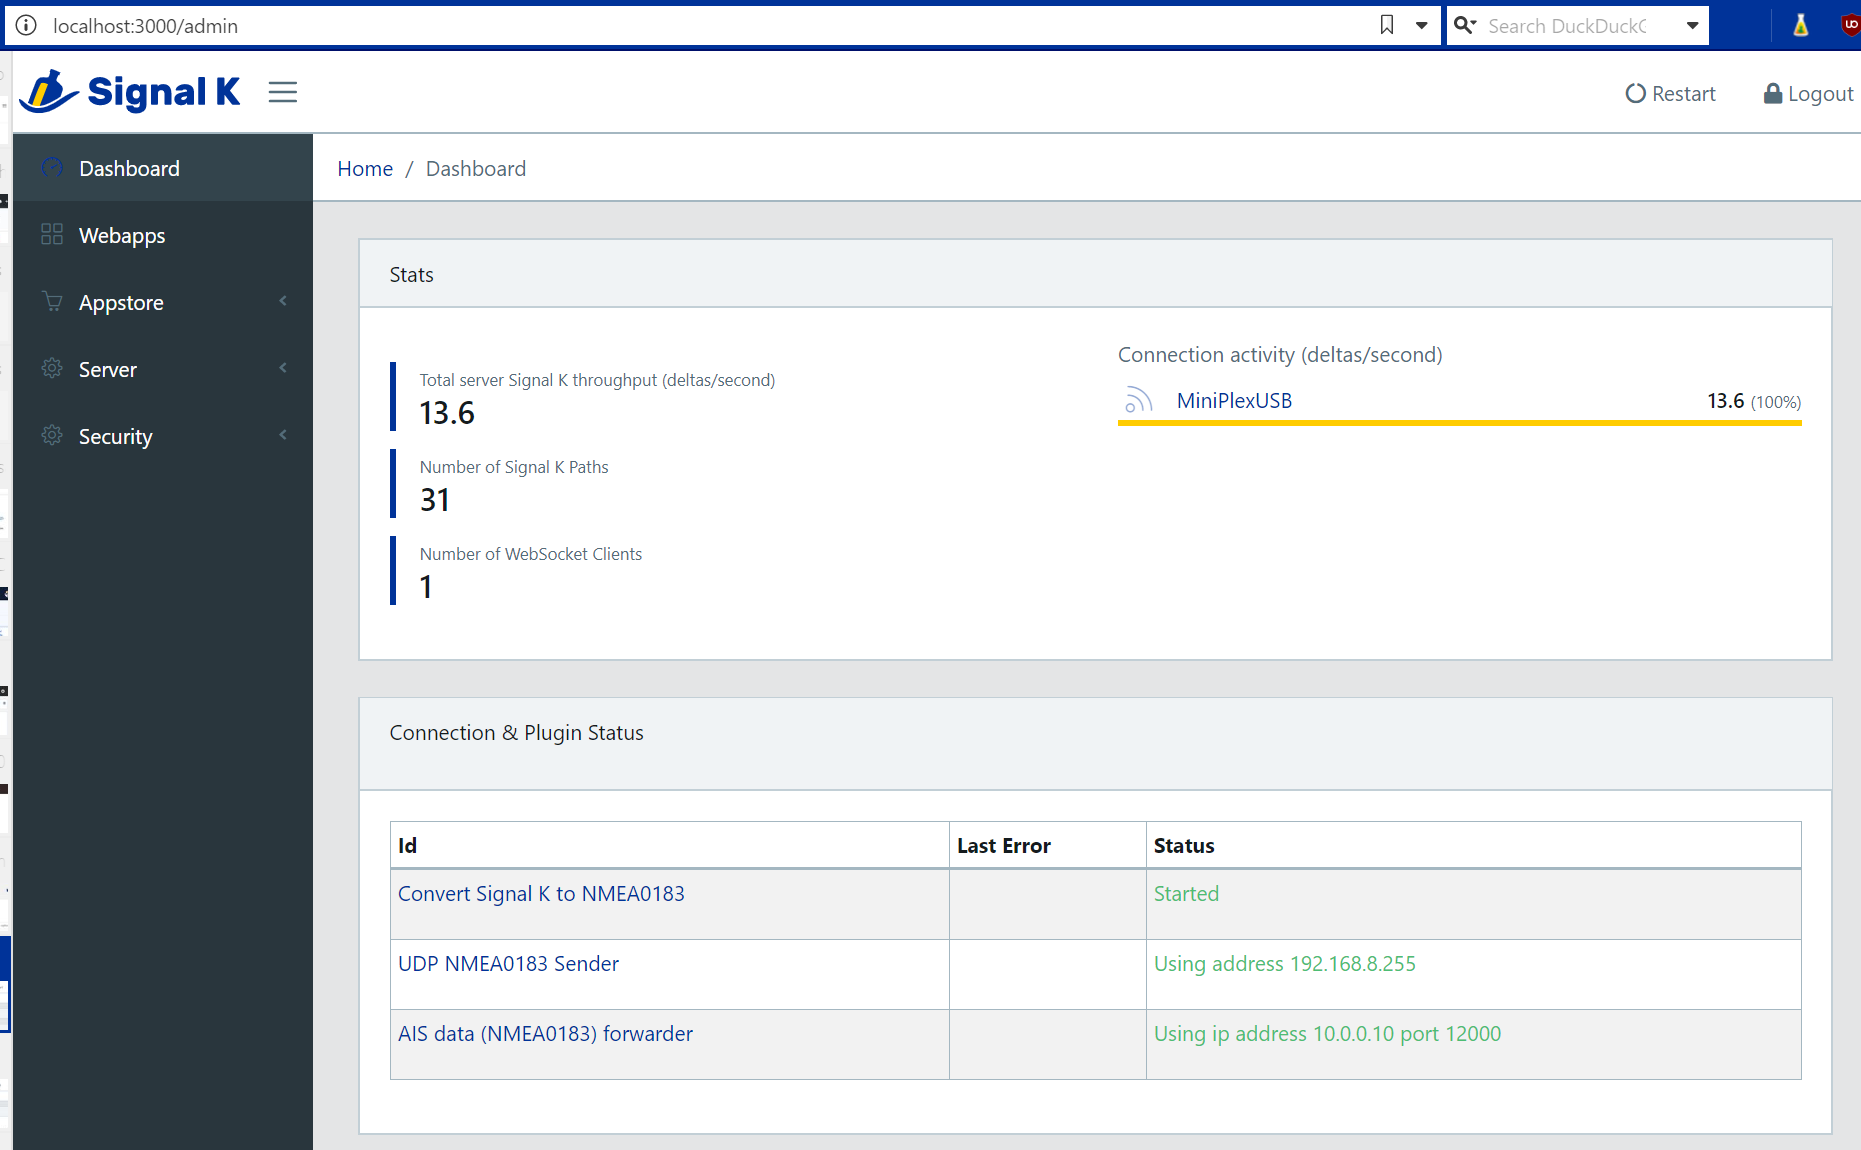 localhost:3000/admin
Search DuckDuckC
Signal K
Restart
Logout
Dashboard
Webapps
Appstore
Server
Security
Home / Dashboard
Stats
Total server Signal K throughput (deltas/second)
13.6
Number of Signal K Paths
31
Number of WebSocket Clients
1
Connection activity (deltas/second)
MiniPlexUSB 13.6 (100%)
Connection & Plugin Status
Id Last Error Status
Convert Signal K to NMEA0183 Started
UDP NMEA0183 Sender Using address 192.168.8.255
AIS data (NMEA0183) forwarder Using ip address 10.0.0.10 port 12000